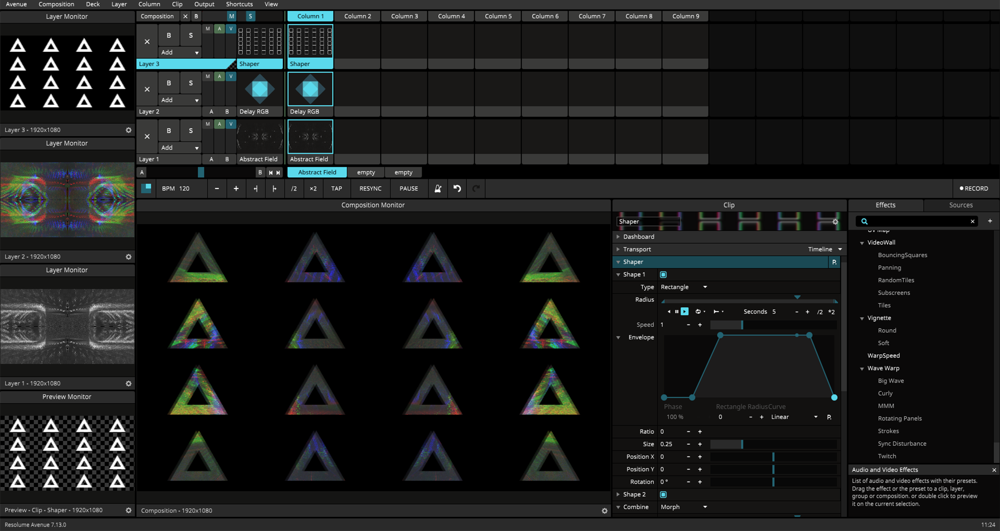 Avenue Composition Deck Layer Column Clip Output Shortcuts View
Layer Monitor
Layer 3 - 1920x1080
Layer Monitor
Layer 2 - 1920x1080
Layer Monitor
Layer 1 - 1920x1080
Preview Monitor
Preview - Clip - Shaper - 1920x1080
Composition × B M S Column 1 Column 2 Column 3 Column 4 Column 5 Column 6 Column 7 Column 8 Column 9
× B S M A V
Add
Layer 3 Shaper Shaper
× B S M A V
Add
Layer 2 A B Delay RGB Delay RGB
× B S M A V
Add
Layer 1 A B Abstract Field Abstract Field
A B Abstract Field empty empty
BPM 120 - + /2 ×2 TAP RESYNC PAUSE RECORD
Composition Monitor
Composition - 1920x1080
Clip
Shaper
Dashboard
Transport Timeline
Shaper P.
Shape 1
Type Rectangle
Radius
Seconds 5 - + /2 *2
Speed 1 - +
Envelope
Phase Rectangle Radius Curve
100 % 0 - + Linear P.
Ratio 0 - +
Size 0.25 - +
Position X 0 - +
Position Y 0 - +
Rotation 0 ° - +
Shape 2
Combine Morph
Effects Sources
× +
UV Map
VideoWall
BouncingSquares
Panning
RandomTiles
Subscreens
Tiles
Vignette
Round
Soft
WarpSpeed
Wave Warp
Big Wave
Curly
MMM
Rotating Panels
Strokes
Sync Disturbance
Twitch
Audio and Video Effects ×
List of audio and video effects with their presets.
Drag the effect or the preset to a clip, layer,
group or composition. or double click to preview
it on the current selection.
Resolume Avenue 7.13.0 11:24